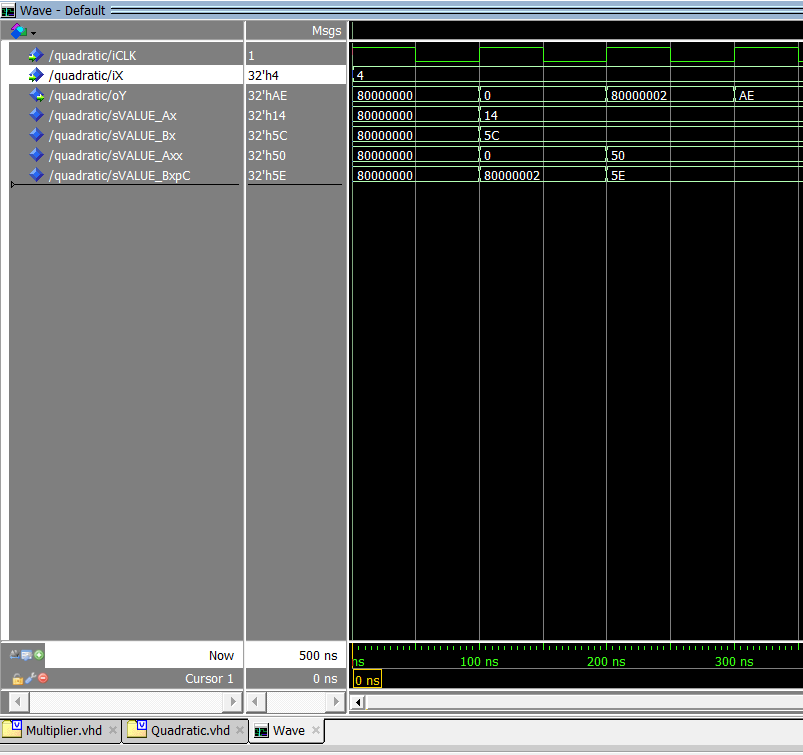 Wave - Default
Msgs
/quadratic/iCLK 1
/quadratic/iX 32'h4 4
/quadratic/oY 32'hAE 80000000 0 80000002 AE
/quadratic/sVALUE_Ax 32'h14 80000000 14
/quadratic/sVALUE_Bx 32'h5C 80000000 5C
/quadratic/sVALUE_Axx 32'h50 80000000 0 50
/quadratic/sVALUE_BxpC 32'h5E 80000000 80000002 5E
Now 500 ns ns 100 ns 200 ns 300 ns
Cursor 1 0 ns 0 ns
Multiplier.vhd Quadratic.vhd Wave